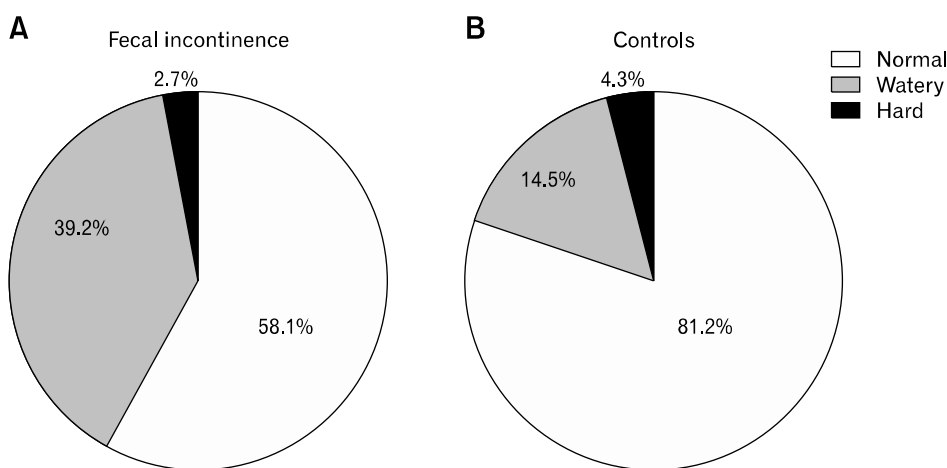 A
Fecal incontinence
2.7%
39.2%
58.1%
B
Controls
4.3%
14.5%
81.2%
Normal
Watery
Hard